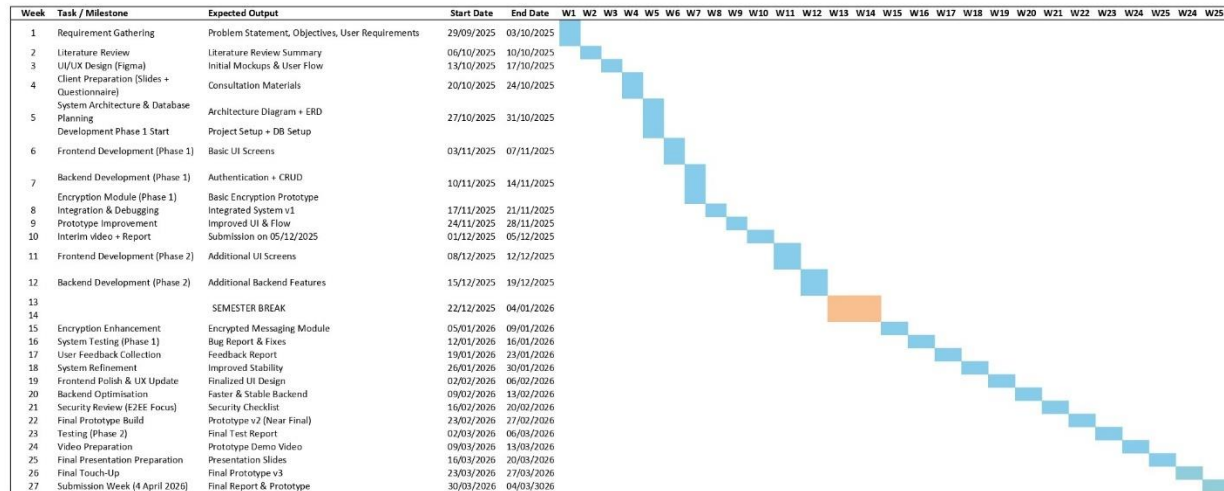 Week Task / Milestone Expected Output Start Date End Date W1 W2 W3 W4 W5 W6 W7 W8 W9 W10 W11 W12 W13 W14 W15 W16 W17 W18 W19 W20 W21 W22 W23 W24 W25 W24 W25
1 Requirement Gathering Problem Statement, Objectives, User Requirements 29/09/2025 03/10/2025
2 Literature Review Literature Review Summary 06/10/2025 10/10/2025
3 UI/UX Design (Figma) Initial Mockups & User Flow 13/10/2025 17/10/2025
4 Client Preparation (Slides + Questionnaire) Consultation Materials 20/10/2025 24/10/2025
5 System Architecture & Database Planning Architecture Diagram + ERD 27/10/2025 31/10/2025
Development Phase 1 Start Project Setup + DB Setup
6 Frontend Development (Phase 1) Basic UI Screens 03/11/2025 07/11/2025
7 Backend Development (Phase 1) Authentication + CRUD 10/11/2025 14/11/2025
Encryption Module (Phase 1) Basic Encryption Prototype
8 Integration & Debugging Integrated System v1 17/11/2025 21/11/2025
9 Prototype Improvement Improved UI & Flow 24/11/2025 28/11/2025
10 Interim video + Report Submission on 05/12/2025 01/12/2025 05/12/2025
11 Frontend Development (Phase 2) Additional UI Screens 08/12/2025 12/12/2025
12 Backend Development (Phase 2) Additional Backend Features 15/12/2025 19/12/2025
13
14 SEMESTER BREAK 22/12/2025 04/01/2026
15 Encryption Enhancement Encrypted Messaging Module 05/01/2026 09/01/2026
16 System Testing (Phase 1) Bug Report & Fixes 12/01/2026 16/01/2026
17 User Feedback Collection Feedback Report 19/01/2026 23/01/2026
18 System Refinement Improved Stability 26/01/2026 30/01/2026
19 Frontend Polish & UX Update Finalized UI Design 02/02/2026 06/02/2026
20 Backend Optimisation Faster & Stable Backend 09/02/2026 13/02/2026
21 Security Review (E2EE Focus) Security Checklist 16/02/2026 20/02/2026
22 Final Prototype Build Prototype v2 (Near Final) 23/02/2026 27/02/2026
23 Testing (Phase 2) Final Test Report 02/03/2026 06/03/2026
24 Video Preparation Prototype Demo Video 09/03/2026 13/03/2026
25 Final Presentation Preparation Presentation Slides 16/03/2026 20/03/2026
26 Final Touch-Up Final Prototype v3 23/03/2026 27/03/2026
27 Submission Week (4 April 2026) Final Report & Prototype 30/03/2026 04/03/3026